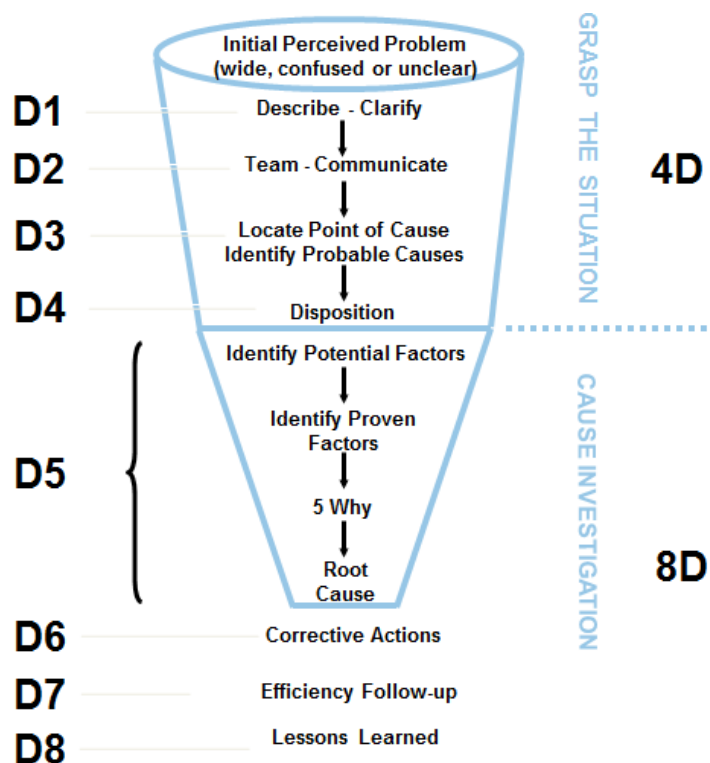 Initial Perceived Problem
(wide, confused or unclear)
D1
Describe - Clarify
D2
Team - Communicate
D3
Locate Point of Cause
Identify Probable Causes
D4
Disposition
GRASP THE SITUATION
4D
Identify Potential Factors
Identify Proven
Factors
D5
5 Why
Root
Cause
CAUSE INVESTIGATION
8D
D6
Corrective Actions
D7
Efficiency Follow-up
D8
Lessons Learned